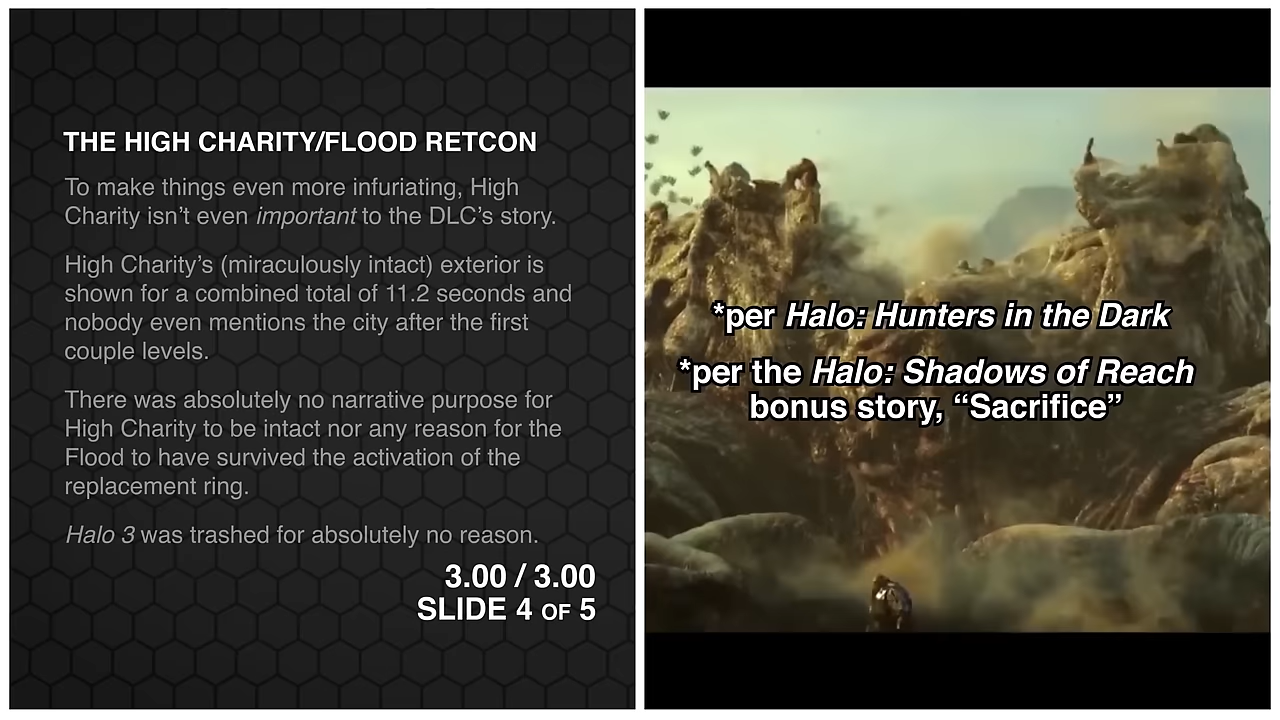 THE HIGH CHARITY/FLOOD RETCON
To make things even more infuriating, High
Charity isn’t even important to the DLC’s story.
High Charity’s (miraculously intact) exterior is
shown for a combined total of 11.2 seconds and
nobody even mentions the city after the first
couple levels.
There was absolutely no narrative purpose for
High Charity to be intact nor any reason for the
Flood to have survived the activation of the
replacement ring.
Halo 3 was trashed for absolutely no reason.
3.00 / 3.00
SLIDE 4 OF 5
*per Halo: Hunters in the Dark
*per the Halo: Shadows of Reach
bonus story, “Sacrifice”